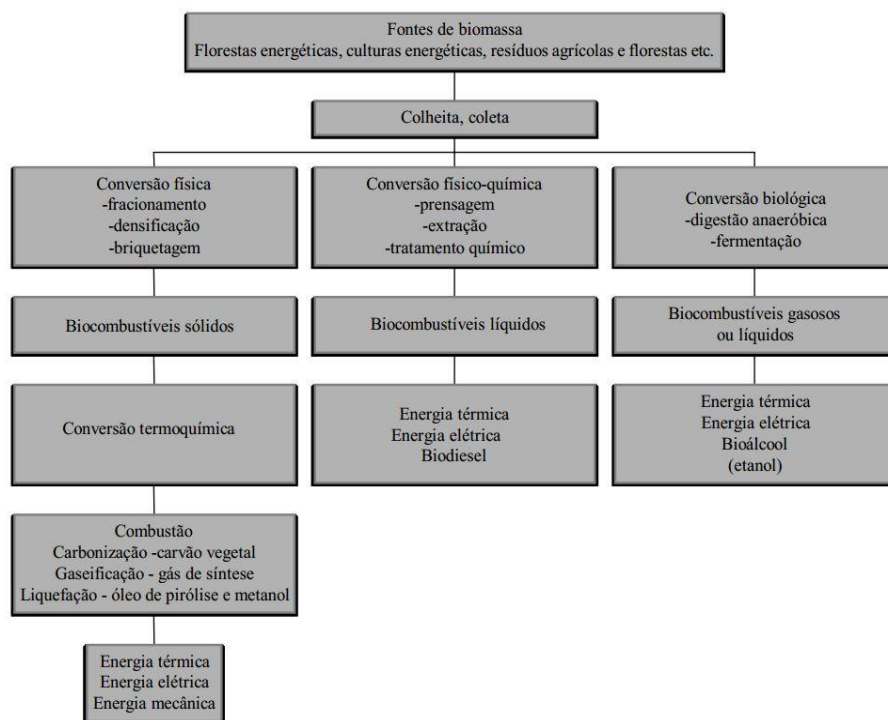 Fontes de biomassa
Florestas energéticas, culturas energéticas, resíduos agrícolas e florestas etc.
Colheita, coleta
Conversão física
-fracionamento
-densificação
-briquetagem
Conversão físico-química
-prensagem
-extração
-tratamento químico
Conversão biológica
-digestão anaeróbica
-fermentação
Biocombustíveis sólidos
Biocombustíveis líquidos
Biocombustíveis gasosos
ou líquidos
Conversão termoquímica
Energia térmica
Energia elétrica
Biodiesel
Energia térmica
Energia elétrica
Bioálcool
(etanol)
Combustão
Carbonização -carvão vegetal
Gaseificação - gás de síntese
Liquefação - óleo de pirólise e metanol
Energia térmica
Energia elétrica
Energia mecânica